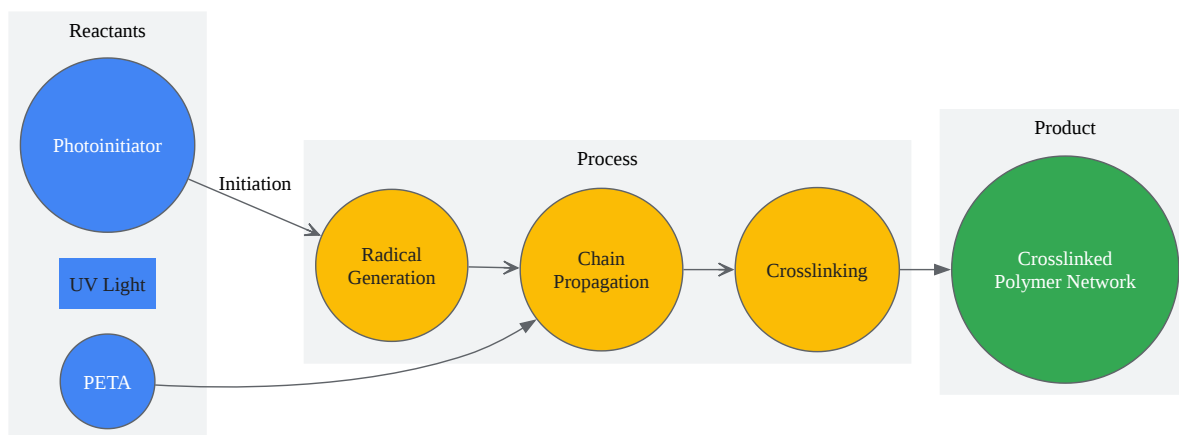 Reactants
Photoinitiator
UV Light
PETA
Initiation
Process
Radical
Generation
Chain
Propagation
Crosslinking
Product
Crosslinked
Polymer Network